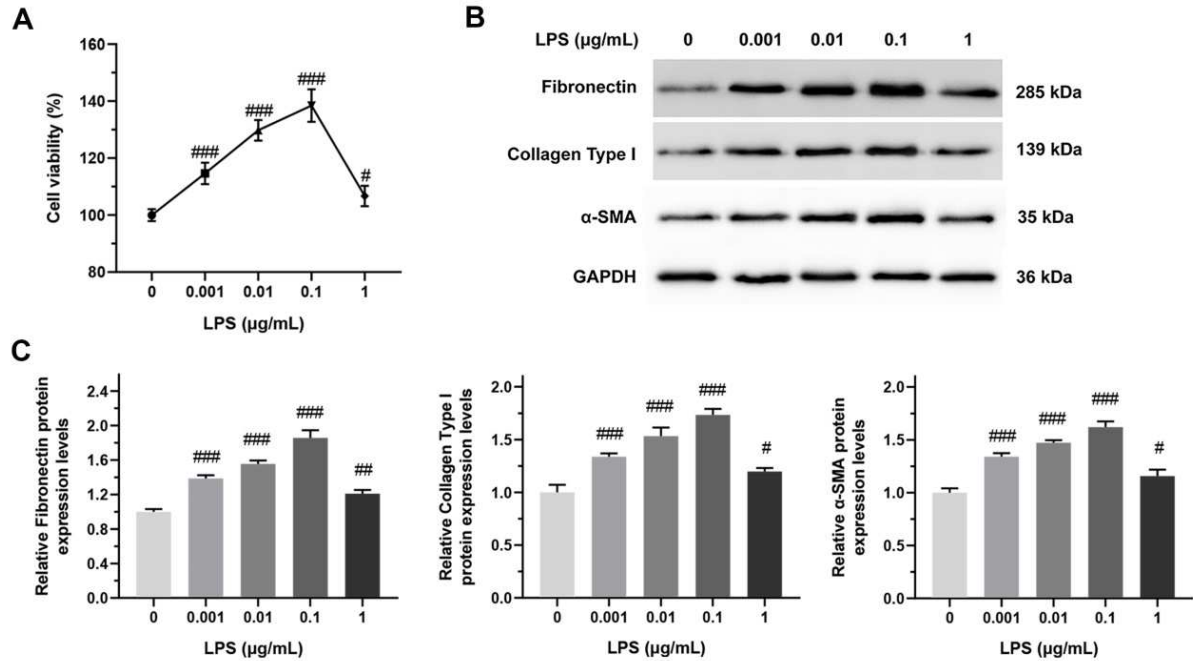 A
Cell viability (%)
160
140
120
100
80
###
###
###
#
0 0.001 0.01 0.1 1
LPS (μg/mL)
B
LPS (μg/mL) 0 0.001 0.01 0.1 1
Fibronectin 285 kDa
Collagen Type I 139 kDa
α-SMA 35 kDa
GAPDH 36 kDa
C
Relative Fibronectin protein
expression levels
2.4
2.0
1.6
1.2
0.8
0.4
0.0
###
###
###
##
0 0.001 0.01 0.1 1
LPS (μg/mL)
Relative Collagen Type I
protein expression levels
2.0
1.5
1.0
0.5
0.0
###
###
###
#
0 0.001 0.01 0.1 1
LPS (μg/mL)
Relative α-SMA protein
expression levels
2.0
1.5
1.0
0.5
0.0
###
###
###
#
0 0.001 0.01 0.1 1
LPS (μg/mL)